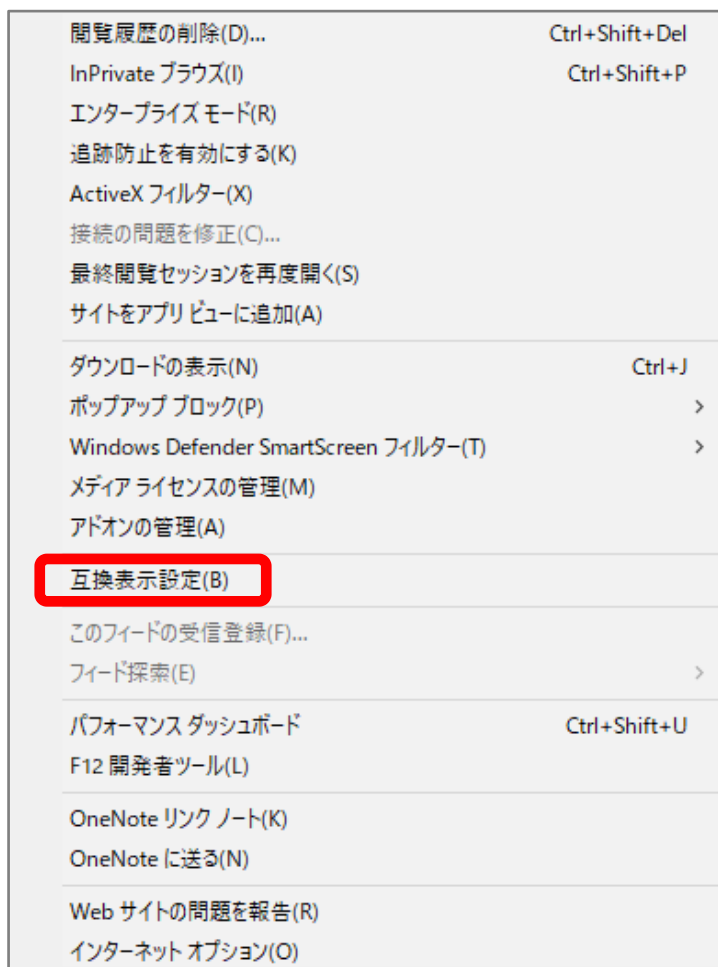 閲覧履歴の削除(D)... Ctrl+Shift+Del
InPrivate ブラウズ(I) Ctrl+Shift+P
エンタープライズ モード(R)
追跡防止を有効にする(K)
ActiveX フィルター(X)
接続の問題を修正(C)...
最終閲覧セッションを再度開く(S)
サイトをアプリ ビューに追加(A)
ダウンロードの表示(N) Ctrl+J
ポップアップ ブロック(P)
Windows Defender SmartScreen フィルター(T)
メディア ライセンスの管理(M)
アドオンの管理(A)
互換表示設定(B)
このフィードの受信登録(F)...
フィード探索(E)
パフォーマンス ダッシュボード Ctrl+Shift+U
F12 開発者ツール(L)
OneNote リンク ノート(K)
OneNote に送る(N)
Web サイトの問題を報告(R)
インターネット オプション(O)